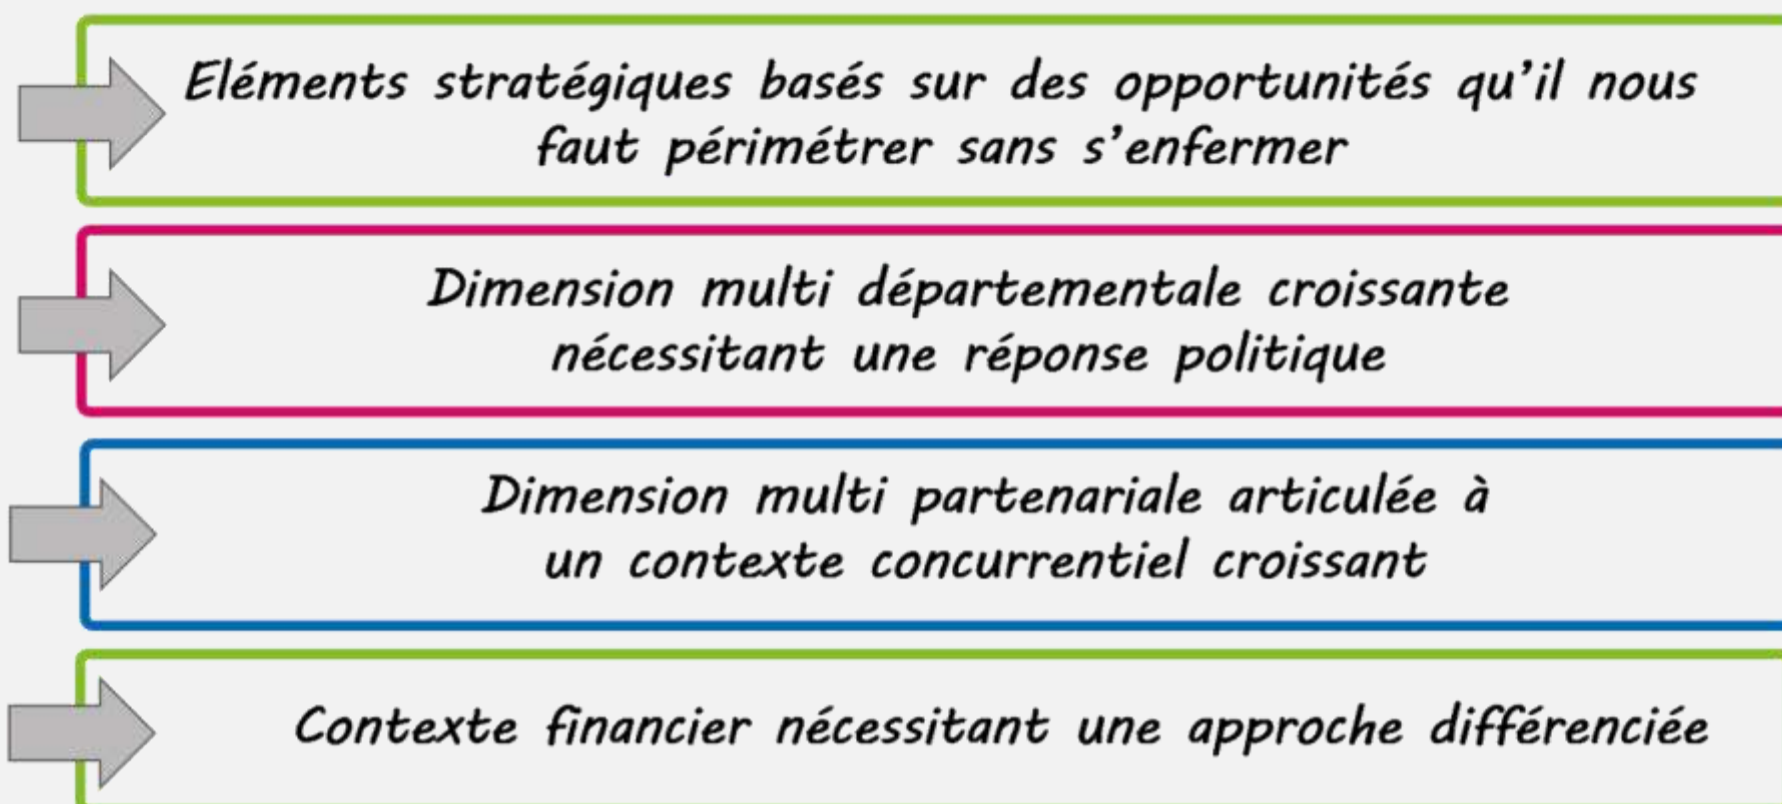 Eléments stratégiques basés sur des opportunités qu’il nous
faut périmétrer sans s’enfermer
Dimension multi départementale croissante
nécessitant une réponse politique
Dimension multi partenariale articulée à
un contexte concurrentiel croissant
Contexte financier nécessitant une approche différenciée